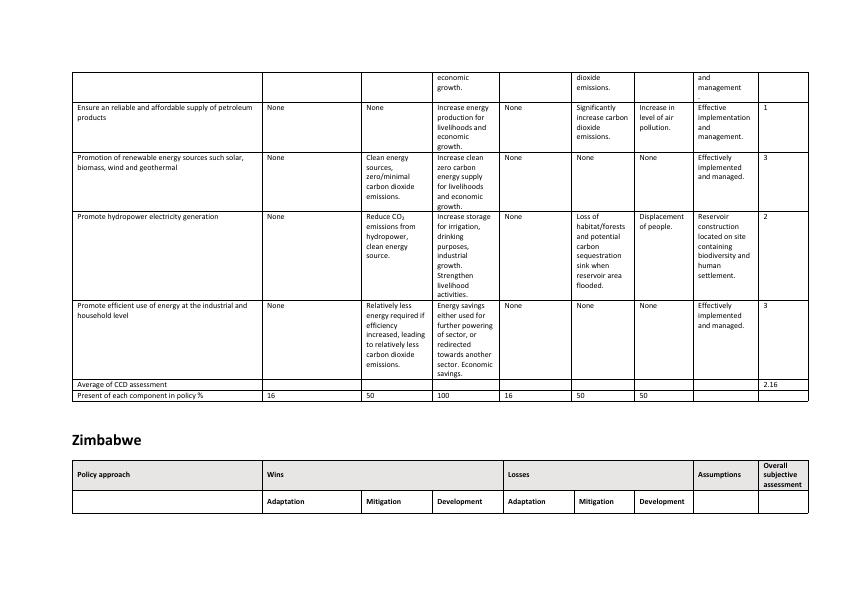 economic
growth.
dioxide
emissions.
and
management
.
Ensure an reliable and affordable supply of petroleum
products
None
None
Increase energy
production for
livelihoods and
economic
growth.
None
Significantly
increase carbon
dioxide
emissions.
Increase in
level of air
pollution.
Effective
implementation
and
management.
1
Promotion of renewable energy sources such solar,
biomass, wind and geothermal
None
Clean energy
sources,
zero/minimal
carbon dioxide
emissions.
Increase clean
zero carbon
energy supply
for livelihoods
and economic
growth.
None
None
None
Effectively
implemented
and managed.
3
Promote hydropower electricity generation
None
Reduce CO₂
emissions from
hydropower,
clean energy
source.
Increase storage
for irrigation,
drinking
purposes,
industrial
growth.
Strengthen
livelihood
activities.
None
Loss of
habitat/forests
and potential
carbon
sequestration
sink when
reservoir area
flooded.
Displacement
of people.
Reservoir
construction
located on site
containing
biodiversity and
human
settlement.
2
Promote efficient use of energy at the industrial and
household level
None
Relatively less
energy required if
efficiency
increased, leading
to relatively less
carbon dioxide
emissions.
Energy savings
either used for
further powering
of sector, or
redirected
towards another
sector. Economic
savings.
None
None
None
Effectively
implemented
and managed.
3
Average of CCD assessment
2.16
Present of each component in policy %
16
50
100
16
50
50
Zimbabwe
Policy approach
Wins
Losses
Assumptions
Overall
subjective
assessment
Adaptation
Mitigation
Development
Adaptation
Mitigation
Development